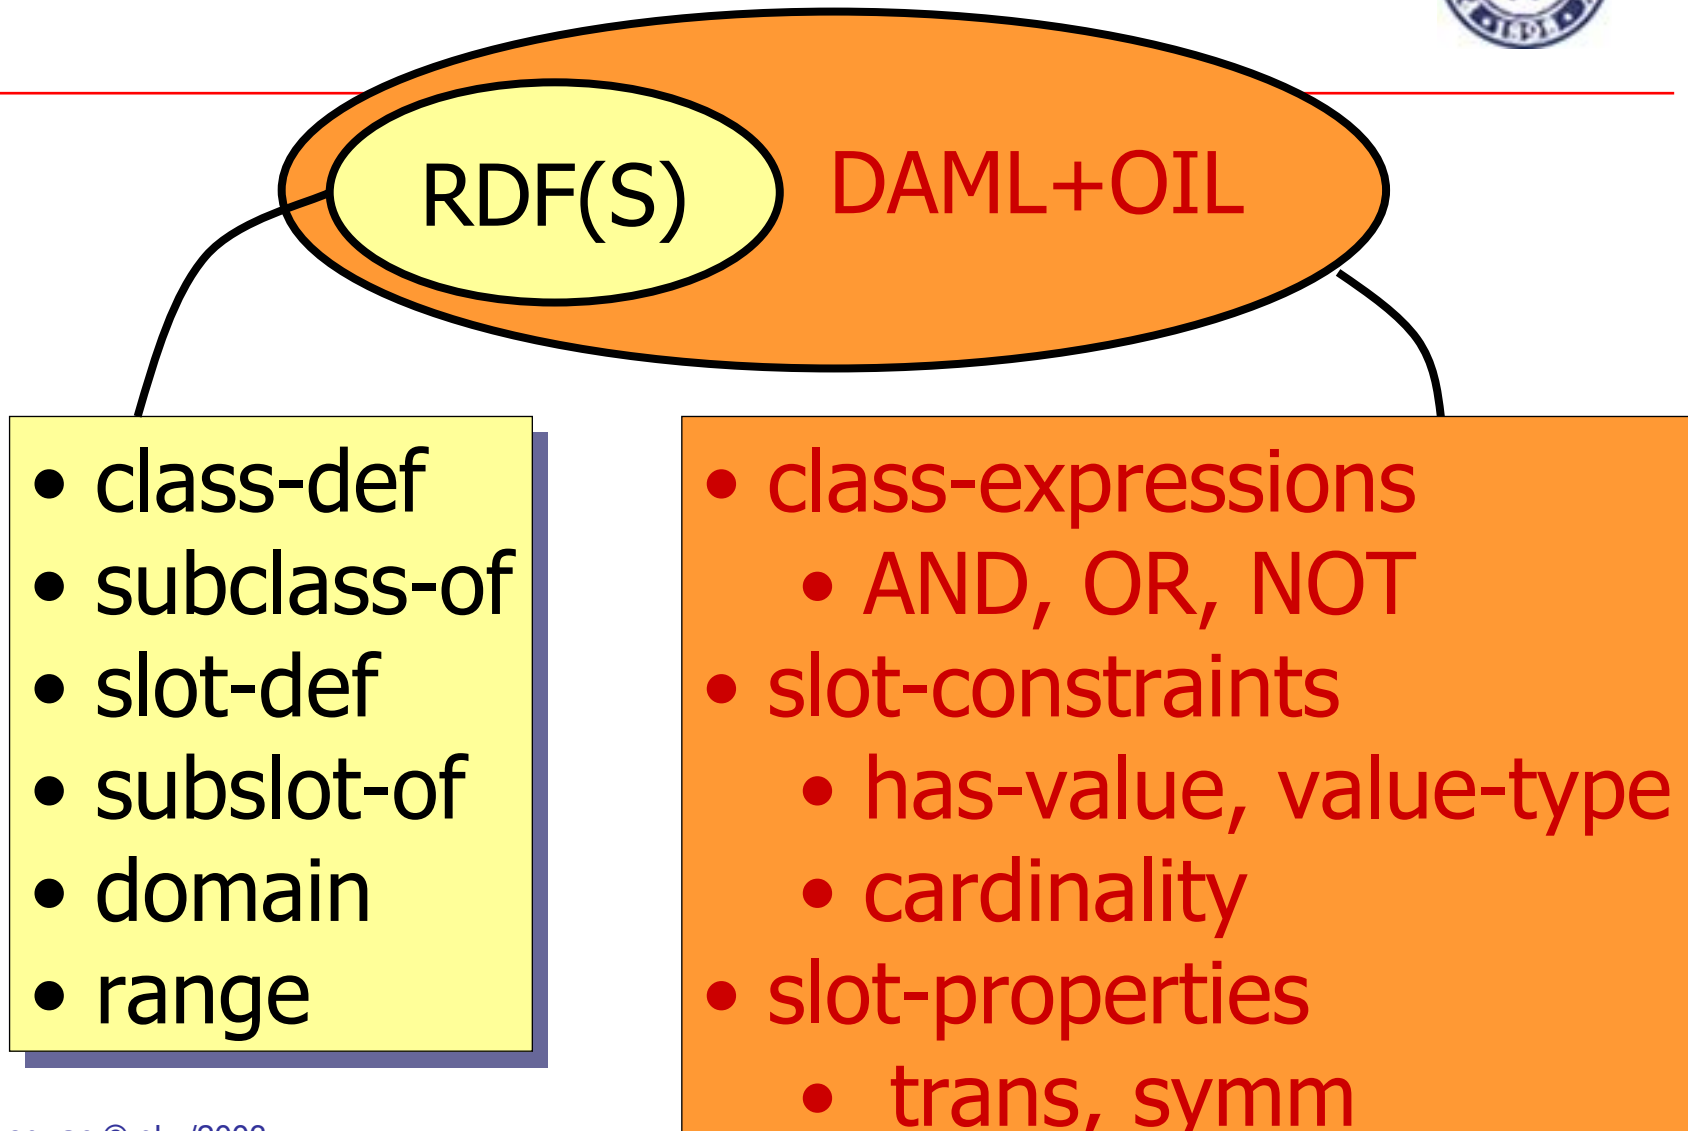 RDF(S)
DAML+OIL
• class-def
• subclass-of
• slot-def
• subslot-of
• domain
• range
• class-expressions
• AND, OR, NOT
• slot-constraints
• has-value, value-type
• cardinality
• slot-properties
• trans, symm